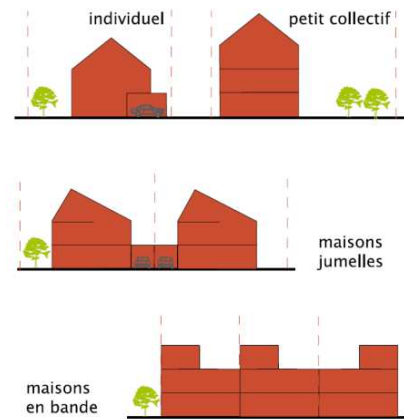 individuel
petit collectif
maisons
jumelles
maisons
en bande